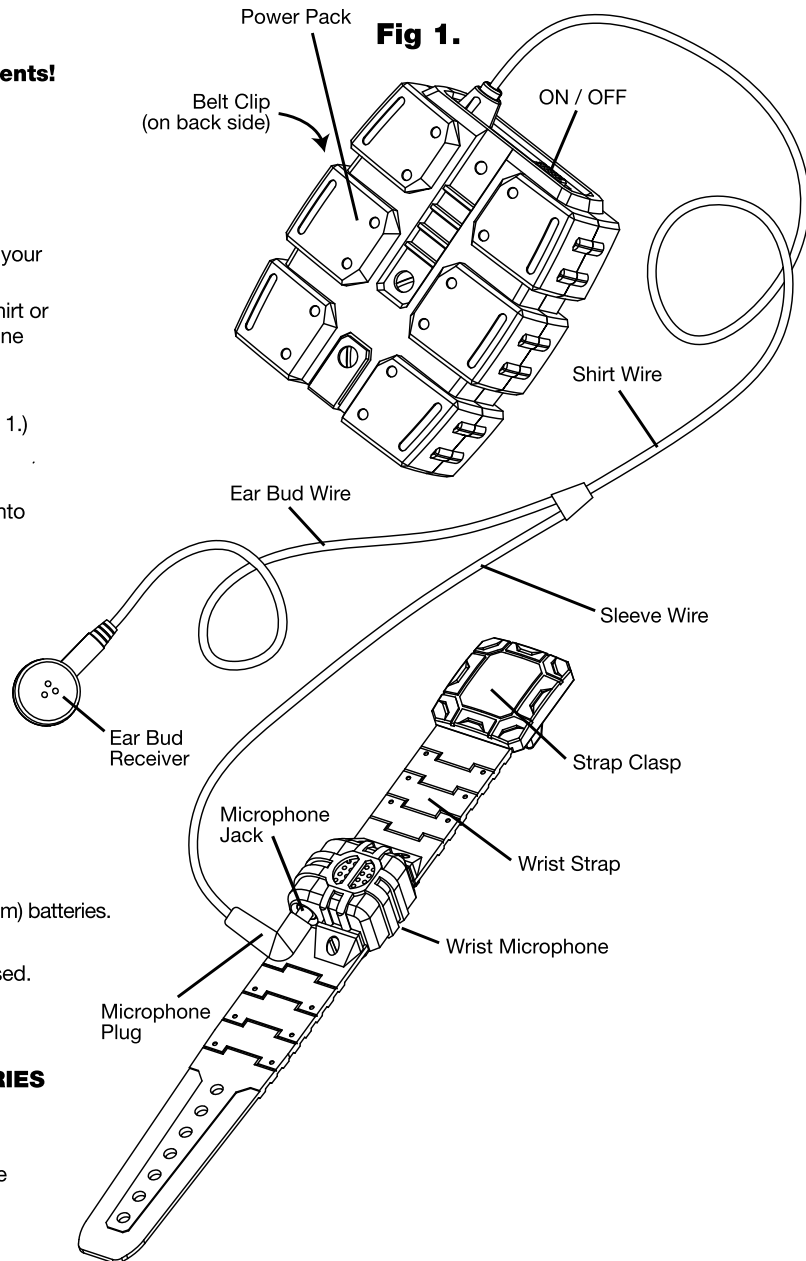 Power Pack
Fig 1.
ents!
Belt Clip
(on back side)
ON / OFF
your
hirt or
ne
Shirt Wire
1.)
Ear Bud Wire
nto
Sleeve Wire
Ear Bud
Receiver
Strap Clasp
Microphone
Jack
Wrist Strap
m) batteries.
Wrist Microphone
sed.
Microphone
Plug
RIES
e